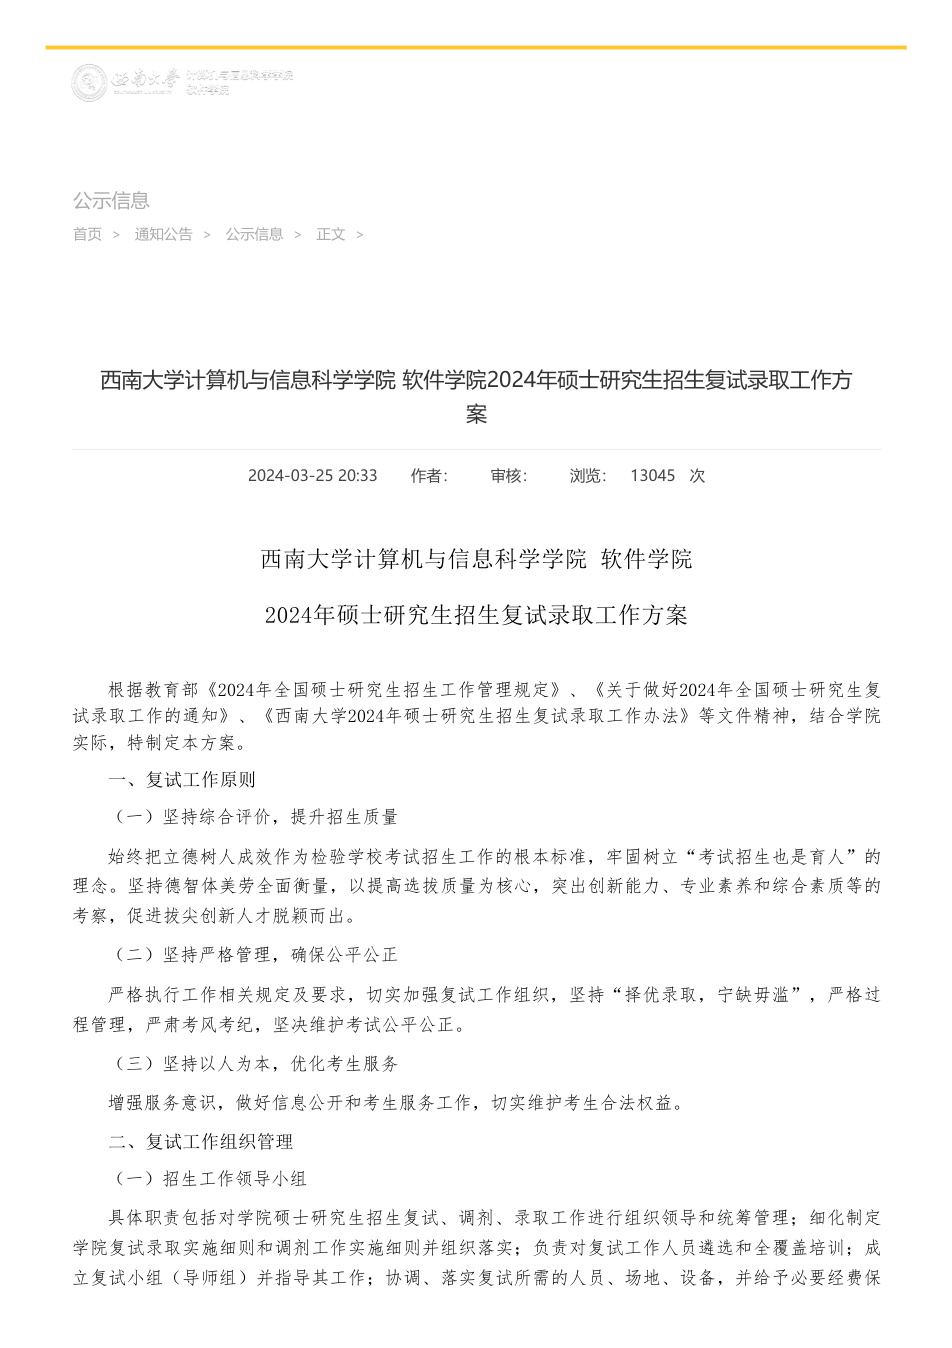 西南大学 计算机与信息科学学院
软件学院
公示信息
首页 > 通知公告 > 公示信息 > 正文 >
西南大学计算机与信息科学学院 软件学院2024年硕士研究生招生复试录取工作方
案
2024-03-25 20:33 作者： 审核： 浏览： 13045 次
西南大学计算机与信息科学学院 软件学院
2024年硕士研究生招生复试录取工作方案
根据教育部《2024年全国硕士研究生招生工作管理规定》、《关于做好2024年全国硕士研究生复
试录取工作的通知》、《西南大学2024年硕士研究生招生复试录取工作办法》等文件精神，结合学院
实际，特制定本方案。
一、复试工作原则
（一）坚持综合评价，提升招生质量
始终把立德树人成效作为检验学校考试招生工作的根本标准，牢固树立“考试招生也是育人”的
理念。坚持德智体美劳全面衡量，以提高选拔质量为核心，突出创新能力、专业素养和综合素质等的
考察，促进拔尖创新人才脱颖而出。
（二）坚持严格管理，确保公平公正
严格执行工作相关规定及要求，切实加强复试工作组织，坚持“择优录取，宁缺毋滥”，严格过
程管理，严肃考风考纪，坚决维护考试公平公正。
（三）坚持以人为本，优化考生服务
增强服务意识，做好信息公开和考生服务工作，切实维护考生合法权益。
二、复试工作组织管理
（一）招生工作领导小组
具体职责包括对学院硕士研究生招生复试、调剂、录取工作进行组织领导和统筹管理；细化制定
学院复试录取实施细则和调剂工作实施细则并组织落实；负责对复试工作人员遴选和全覆盖培训；成
立复试小组（导师组）并指导其工作；协调、落实复试所需的人员、场地、设备，并给予必要经费保